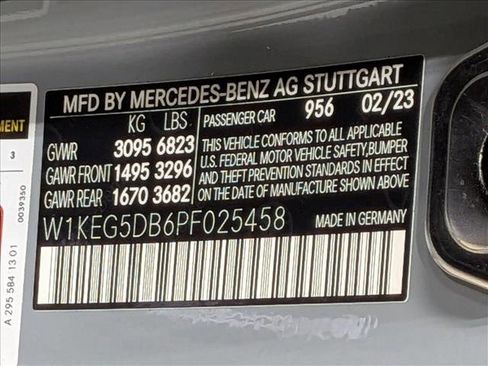 MFD BY MERCEDES-BENZ AG STUTTGART
KG LBS
GVWR 3095 6823
GAWR FRONT 1495 3296
GAWR REAR 1670 3682
PASSENGER CAR 956 02/23
THIS VEHICLE CONFORMS TO ALL APPLICABLE
U.S. FEDERAL MOTOR VEHICLE SAFETY, BUMPER
AND THEFT PREVENTION STANDARDS IN EFFECT
ON THE DATE OF MANUFACTURE SHOWN ABOVE.
W1KEG5DB6PF025458
MADE IN GERMANY
3
0039350
A 295 584 13 01